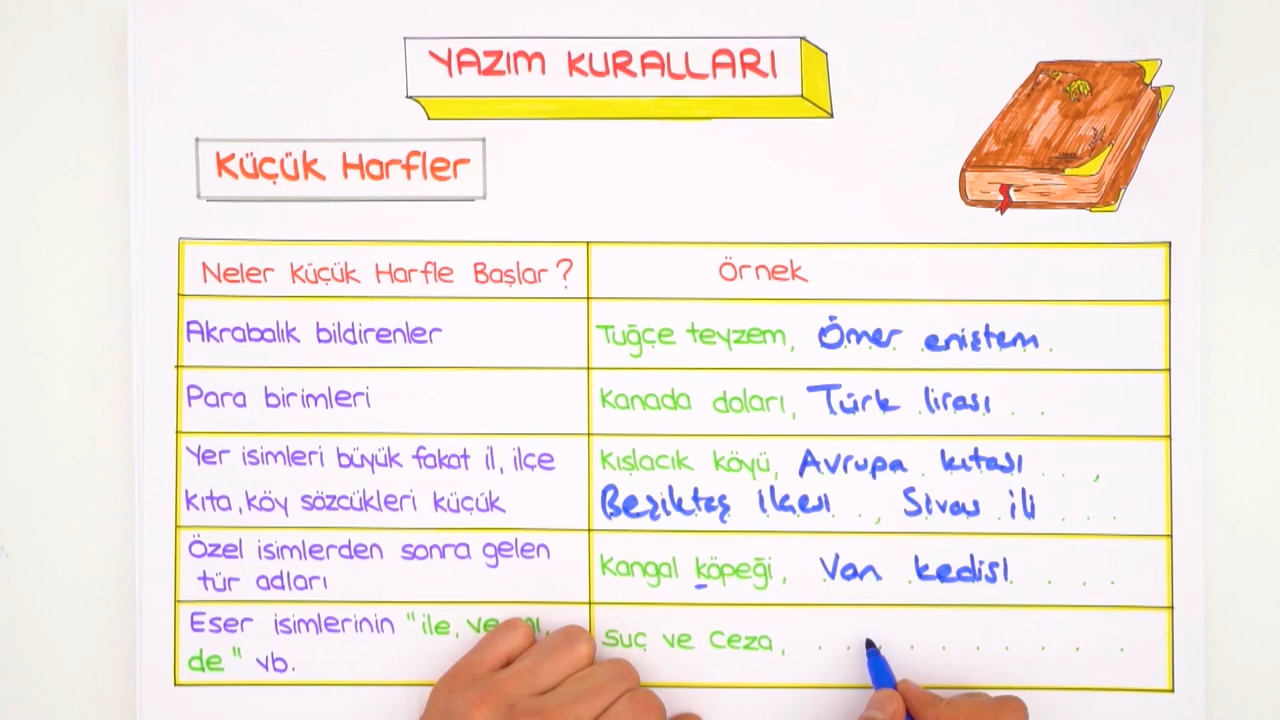 YAZIM KURALLARI
Küçük Harfler
Neler Küçük Harfle Başlar?
Örnek
Akrabalık bildirenler
Tuğçe teyzem, Ömer eniştem
Para birimleri
Kanada doları, Türk lirası
Yer isimleri büyük fakat il, ilçe
kıta, köy sözcükleri küçük
Kışlacık köyü, Avrupa kıtası,
Beşiktaş ilçesi, Sivas ili
Özel isimlerden sonra gelen
tür adları
Kangal köpeği, Van kedisi
Eser isimlerinin "ile,
de" vb.
Suç ve Ceza,